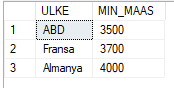 ULKE MIN_MAAS
1 ABD 3500
2 Fransa 3700
3 Almanya 4000